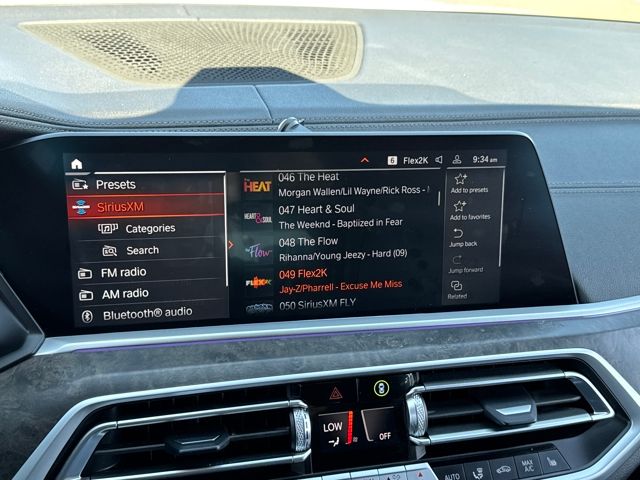 6 Flex2K 9:34 am
Presets
SiriusXM
Categories
Search
FM radio
AM radio
Bluetooth® audio
HEAT
046 The Heat
Morgan Wallen/Lil Wayne/Rick Ross -
HEART & SOUL
047 Heart & Soul
The Weeknd - Baptiized in Fear
Flow
048 The Flow
Rihanna/Young Jeezy - Hard (09)
FLEX2K
049 Flex2K
Jay-Z/Pharrell - Excuse Me Miss
050 SiriusXM FLY
Add to presets
Add to favorites
Jump back
Jump forward
Related
LOW
OFF
AUTO
MAX
A/C